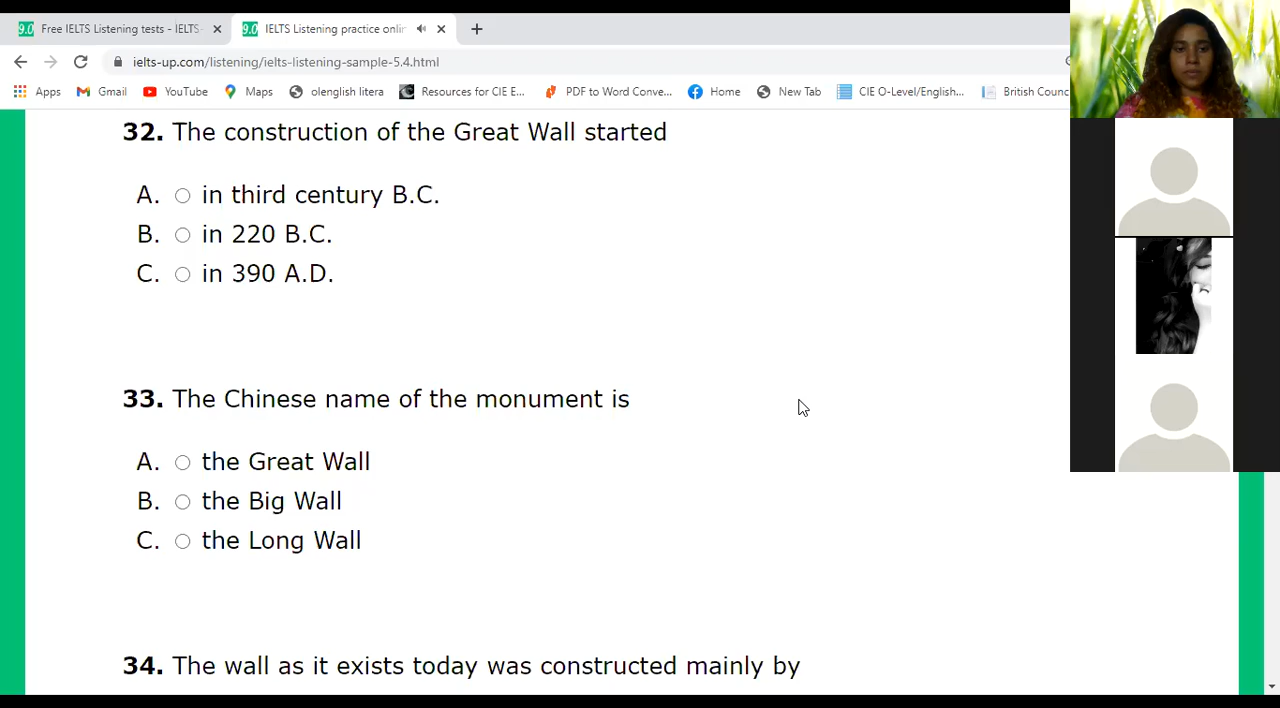 9.0 Free IELTS Listening tests - IELTS
9.0 IELTS Listening practice onlin
ielts-up.com/listening/ielts-listening-sample-5.4.html
Apps Gmail YouTube Maps olenglish litera Resources for CIE E... PDF to Word Conve... Home New Tab CIE O-Level/English... British Counc
32. The construction of the Great Wall started
A. in third century B.C.
B. in 220 B.C.
C. in 390 A.D.
33. The Chinese name of the monument is
A. the Great Wall
B. the Big Wall
C. the Long Wall
34. The wall as it exists today was constructed mainly by